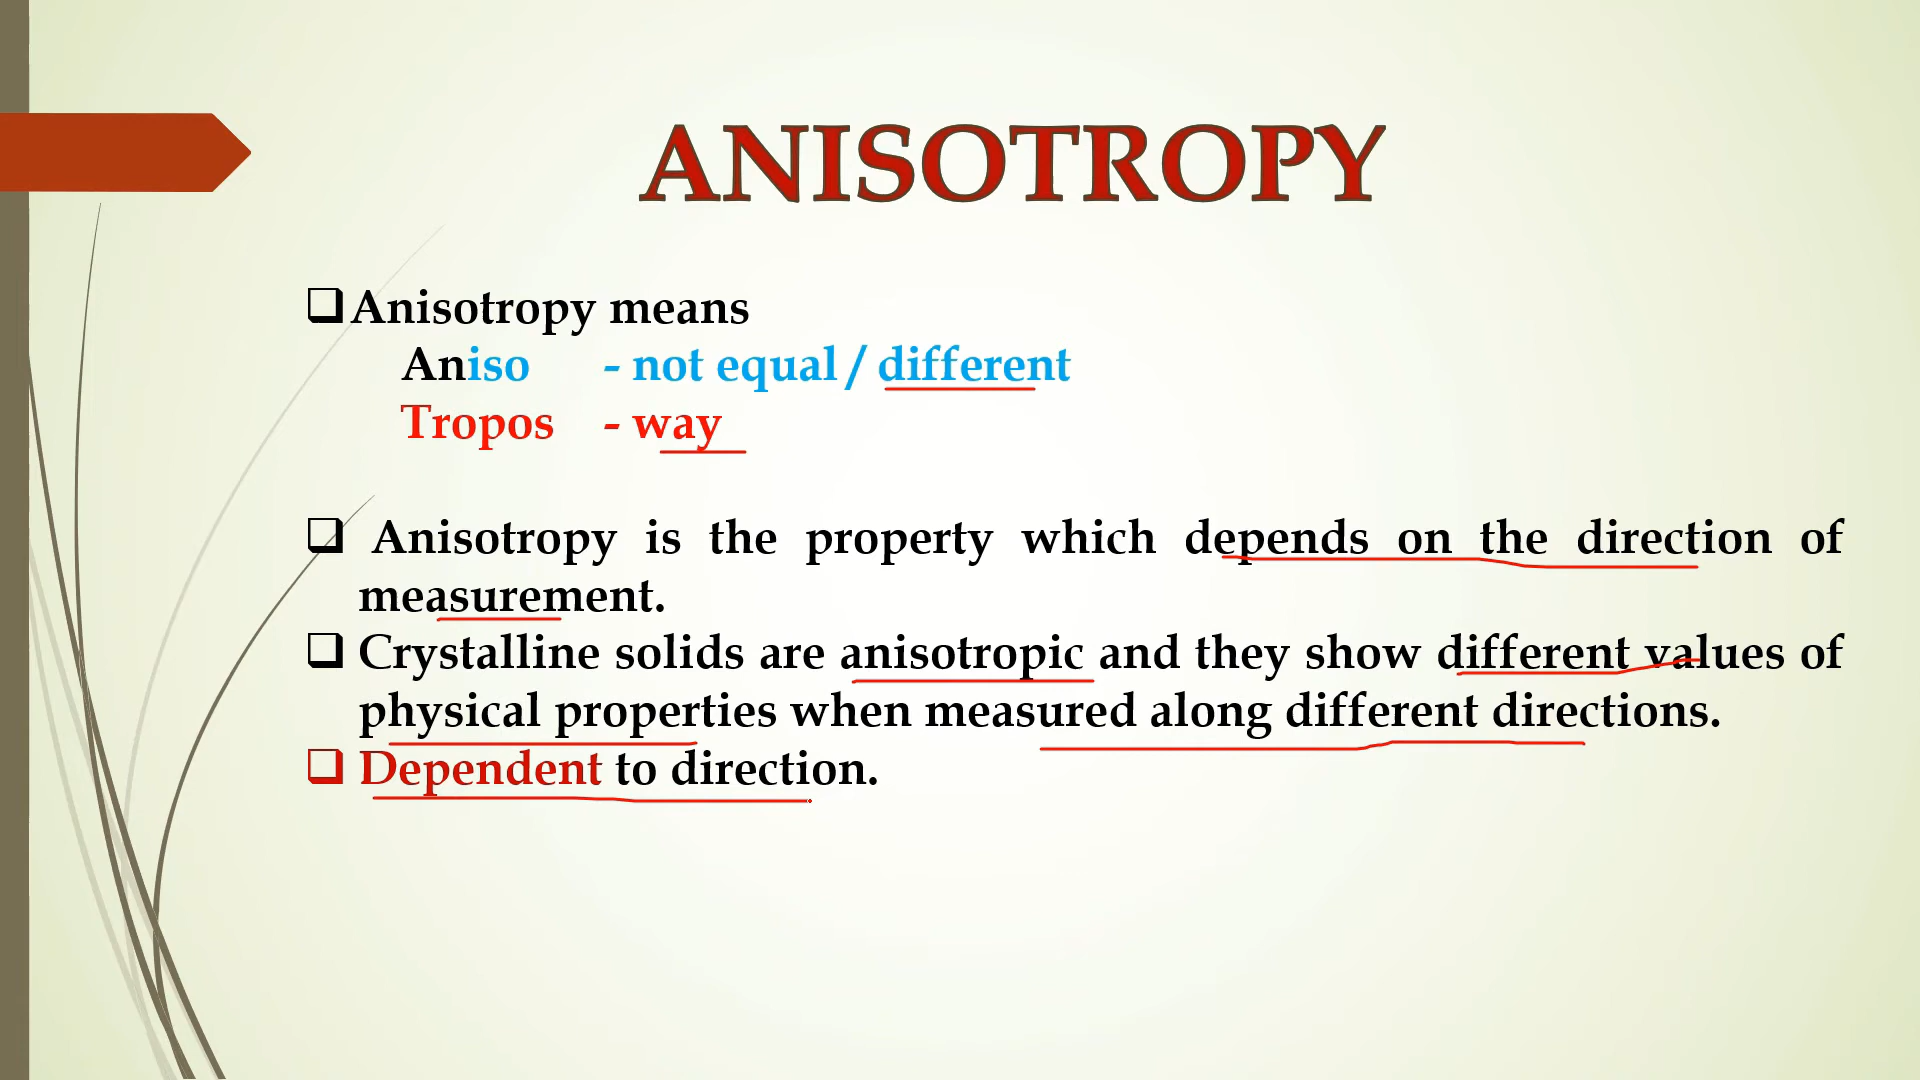 ANISOTROPY
Anisotropy means
Aniso - not equal / different
Tropos - way
Anisotropy is the property which depends on the direction of
measurement.
Crystalline solids are anisotropic and they show different values of
physical properties when measured along different directions.
Dependent to direction.